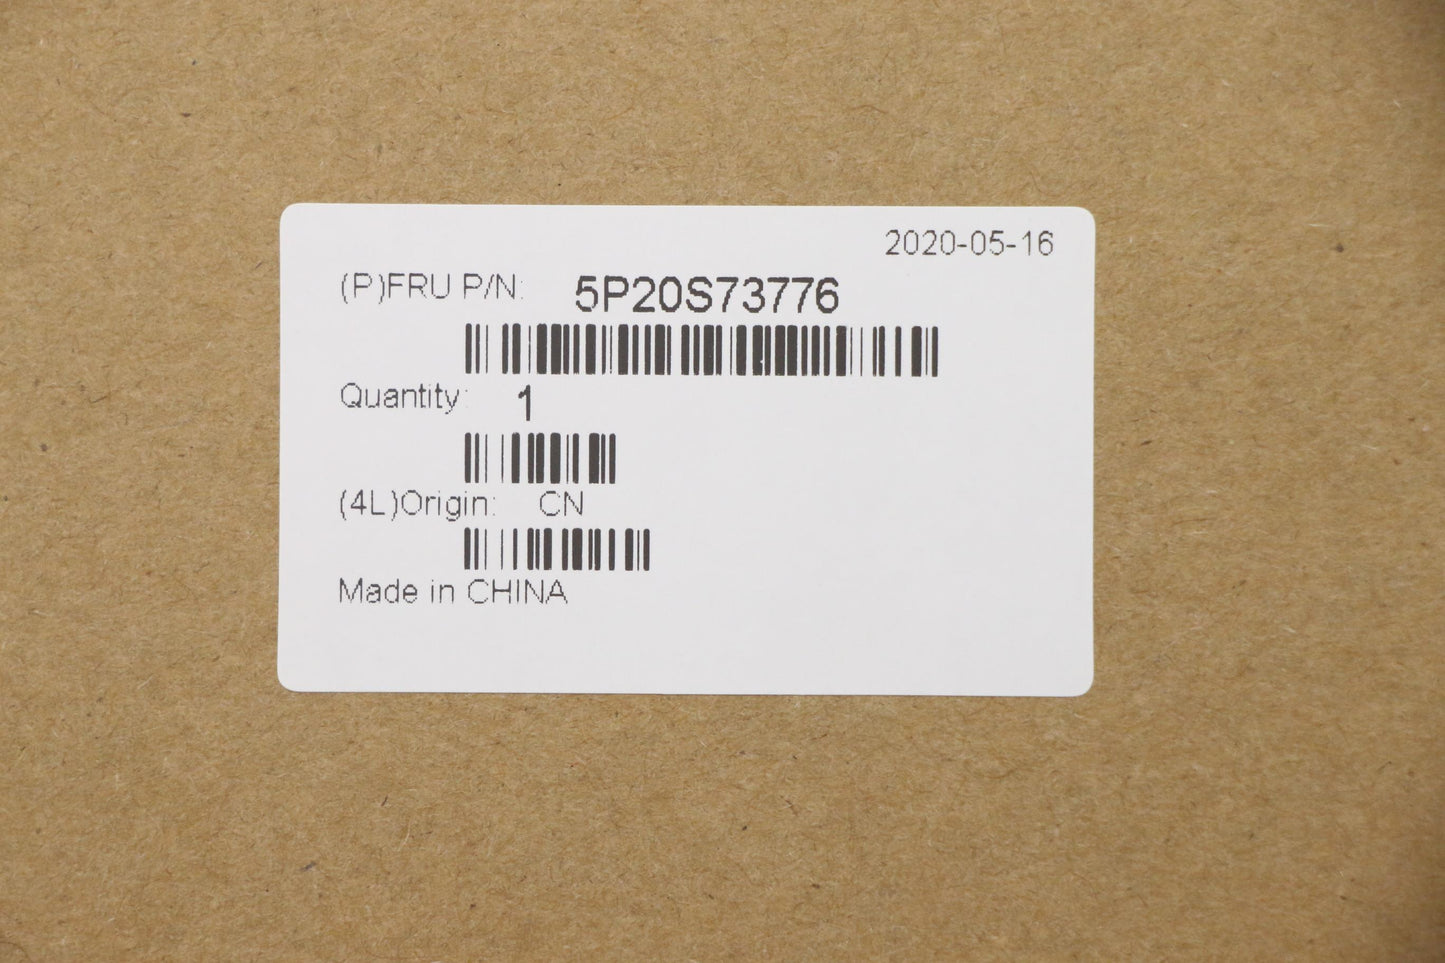 2020-05-16
(P)FRU P/N: 5P20S73776
Quantity: 1
(4L)Origin: CN
Made in CHINA